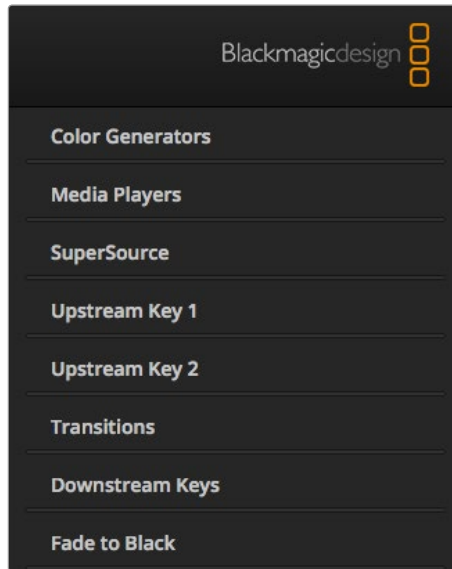 Blackmagicdesign
Color Generators
Media Players
SuperSource
Upstream Key 1
Upstream Key 2
Transitions
Downstream Keys
Fade to Black